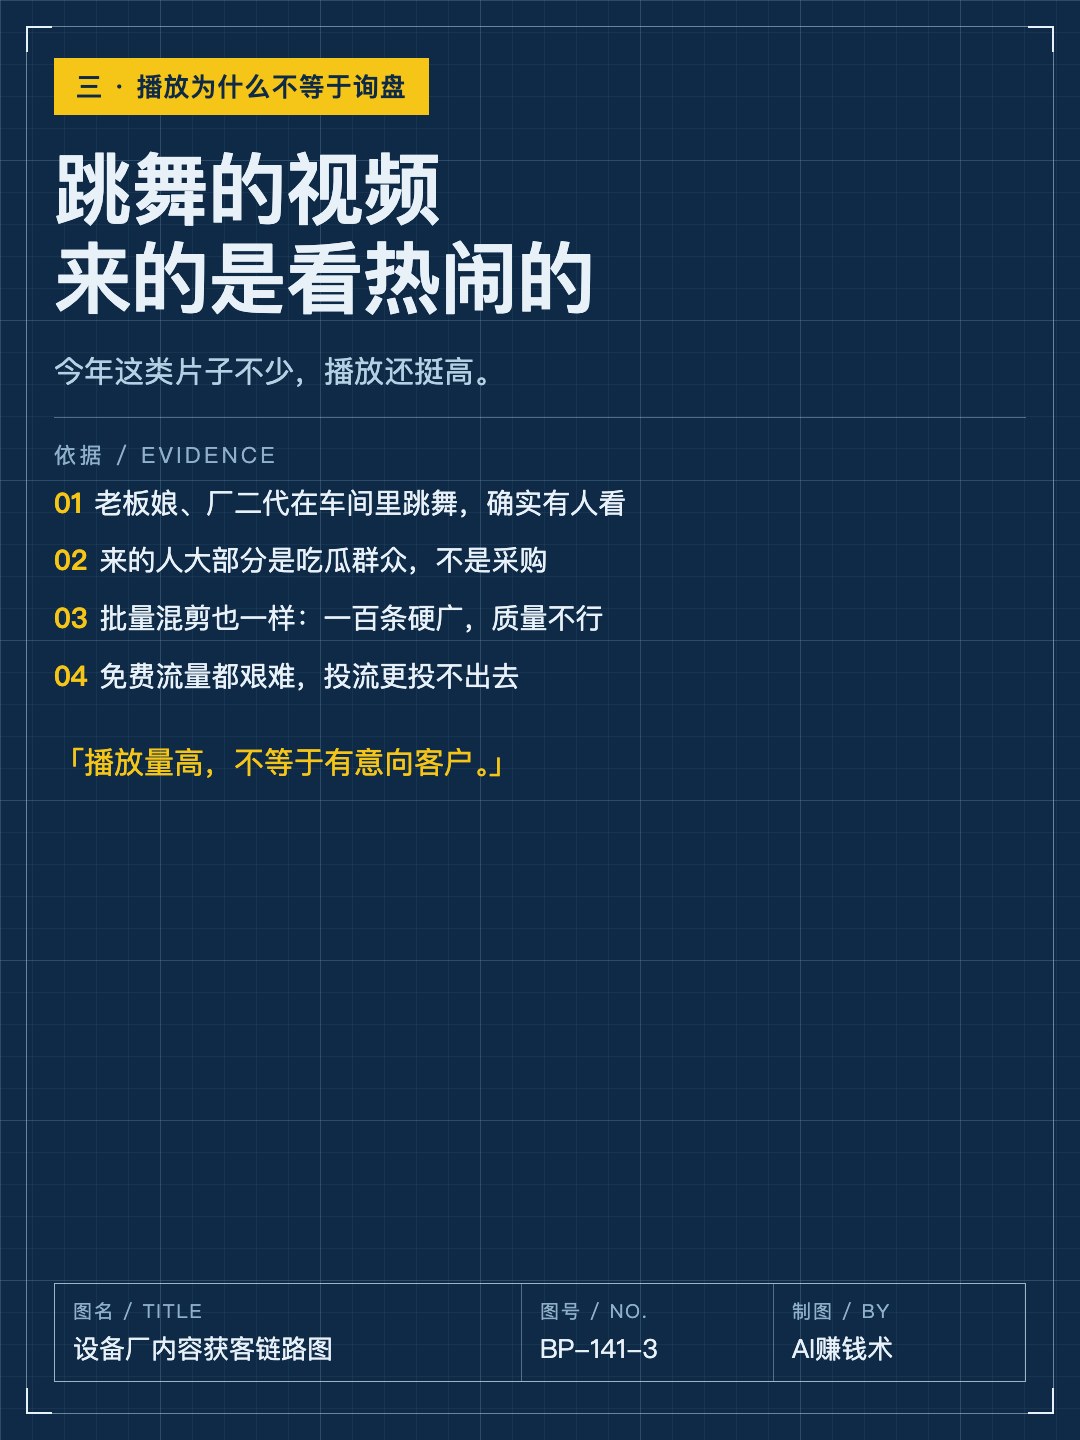 三 · 播放为什么不等于询盘
跳舞的视频
来的是看热闹的
今年这类片子不少，播放还挺高。
依据 / EVIDENCE
01 老板娘、厂二代在车间里跳舞，确实有人看
02 来的人大部分是吃瓜群众，不是采购
03 批量混剪也一样：一百条硬广，质量不行
04 免费流量都艰难，投流更投不出去
「播放量高，不等于有意向客户。」
图名 / TITLE
设备厂内容获客链路图
图号 / NO.
BP–141–3
制图 / BY
AI赚钱术